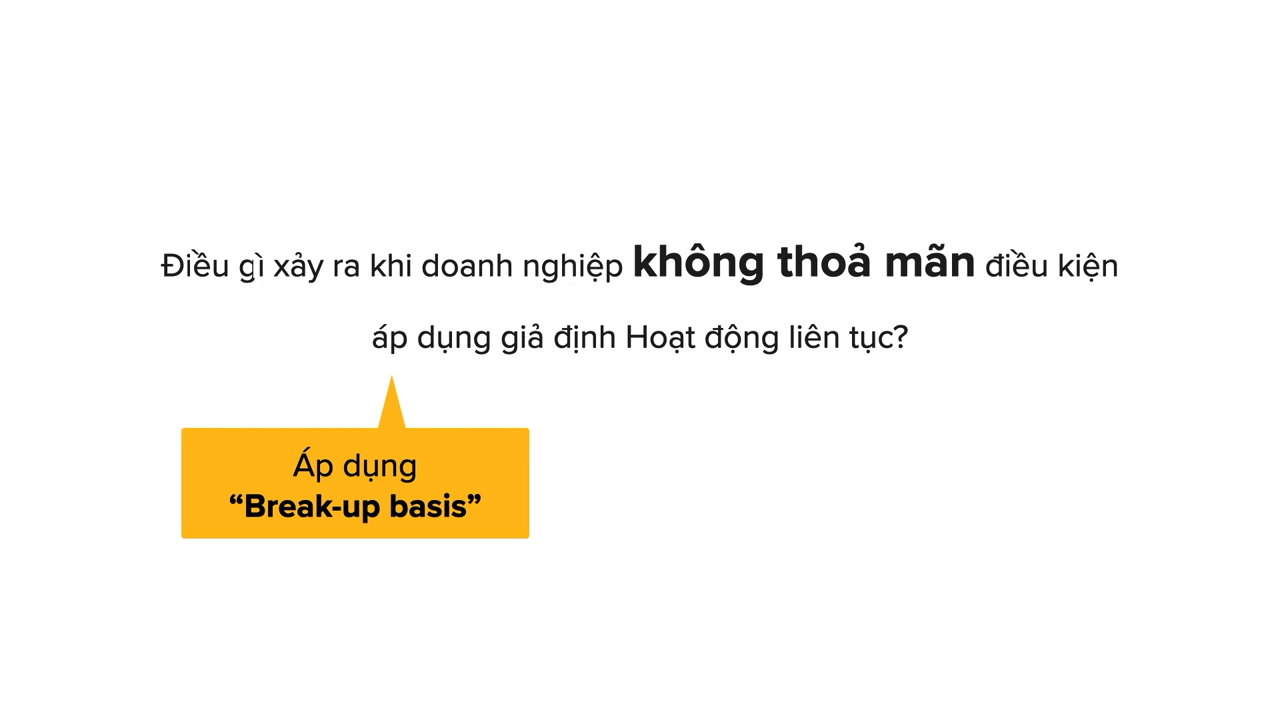 Điều gì xảy ra khi doanh nghiệp không thoả mãn điều kiện
áp dụng giả định Hoạt động liên tục?
Áp dụng
“Break-up basis”